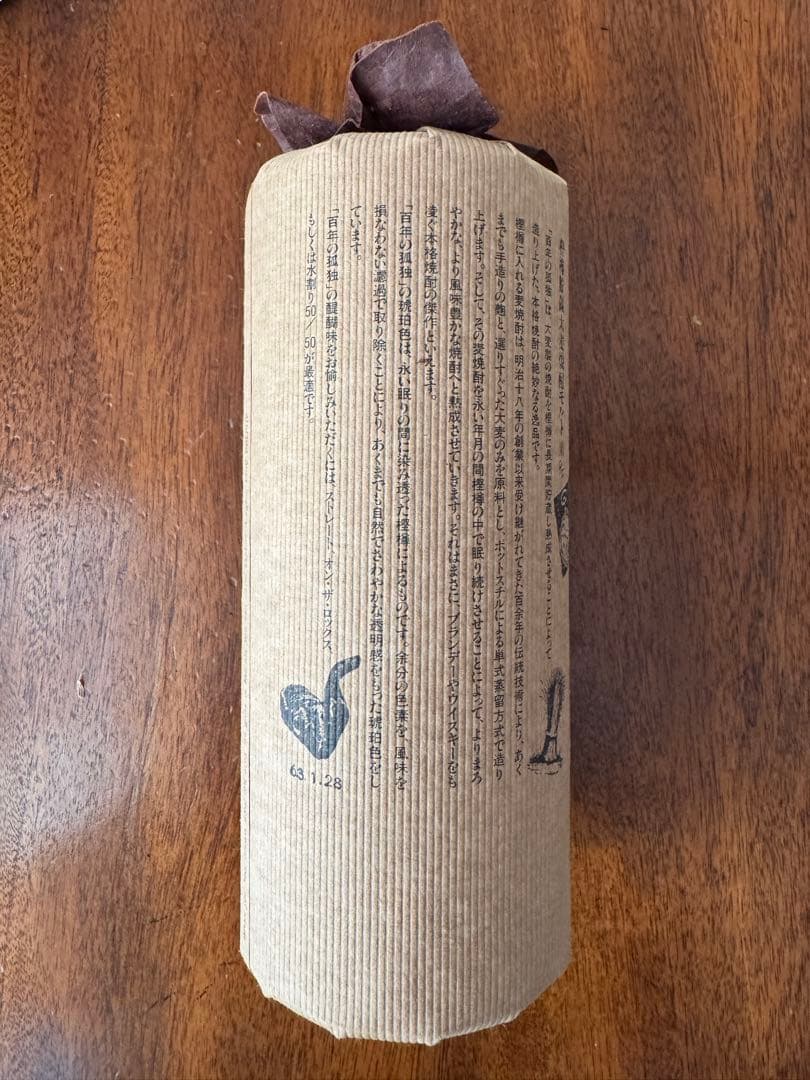 「百年の孤独」は、大麦製の焼酎を樫樽に長期間貯蔵し熟成させることによって
造り上げた、本格焼酎の絶妙なる逸品です。
樫樽に入れる麦焼酎は、明治十八年の創業以来受け継がれてきた百余年の伝統技術により、あく
までも手造りの麹と、選りすぐった大麦のみを原料とし、ポットスチルによる単式蒸留方式で造り
上げます。そして、その麦焼酎を永い年月の間樫樽の中で眠り続けさせることによって、よりまろ
やかな、より風味豊かな焼酎へと熟成させていきます。それはまさに、ブランデーやウイスキーをも
凌ぐ本格焼酎の傑作といえます。
「百年の孤独」の琥珀色は、永い眠りの間に染み透った樫樽によるものです。余分の色濃を、風味を
損なわない濾過で取り除くことにより、あくまでも自然でさわやかな透明感をもった琥珀色をし
ています。
「百年の孤独」の醍醐味をお愉しみいただくには、ストレート、オン・ザ・ロックス、
もしくは水割り50/50が最適です。
63.1.28